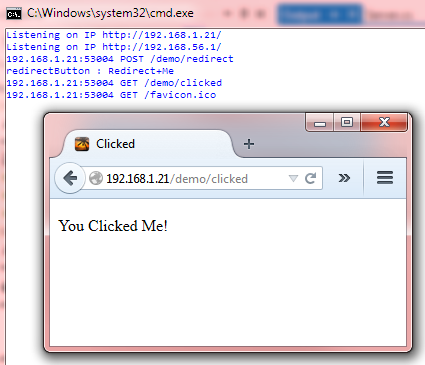 C:\Windows\system32\cmd.exe
Listening on IP http://192.168.1.21/
Listening on IP http://192.168.56.1/
192.168.1.21:53004 POST /demo/redirect
redirectButton : Redirect+Me
192.168.1.21:53004 GET /demo/clicked
192.168.1.21:53004 GET /favicon.ico
Clicked
192.168.1.21/demo/clicked
You Clicked Me!